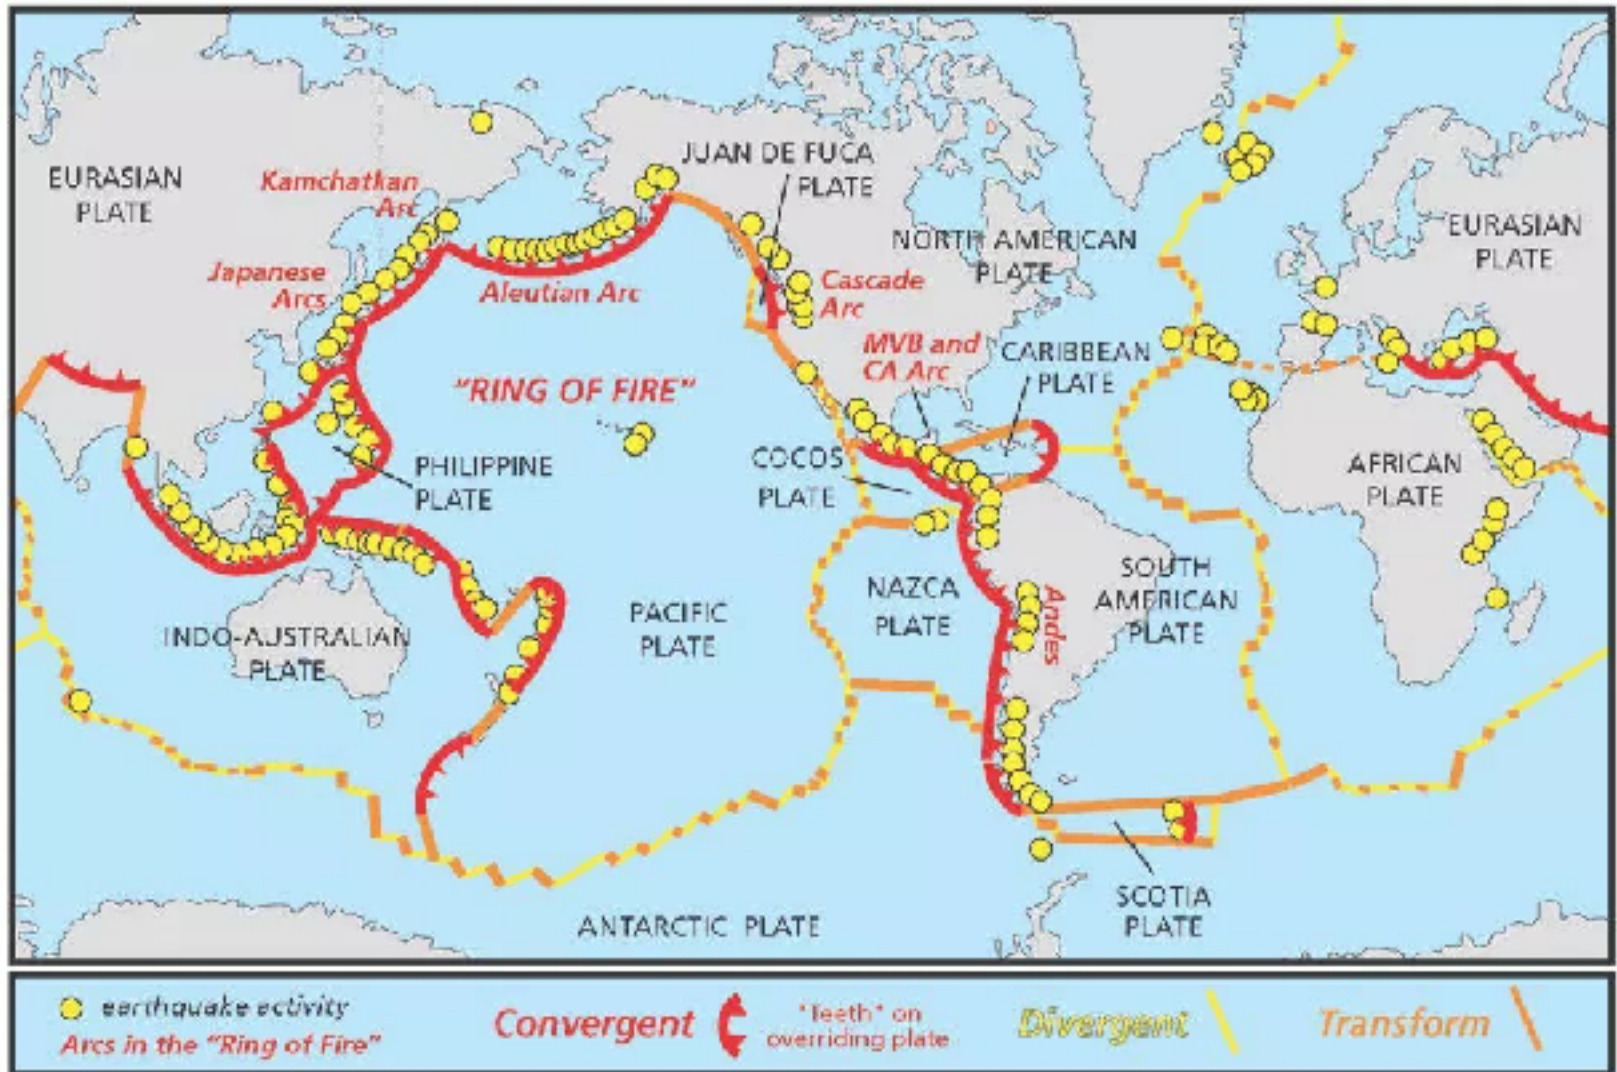 EURASIAN
PLATE
Kamchatkan
Arc
Japanese
Arcs
Aleutian Arc
JUAN DE FUCA
PLATE
NORTH AMERICAN
PLATE
Cascade
Arc
MVB and
CA Arc
CARIBBEAN
PLATE
EURASIAN
PLATE
"RING OF FIRE"
PHILIPPINE
PLATE
COCOS
PLATE
AFRICAN
PLATE
INDO-AUSTRALIAN
PLATE
PACIFIC
PLATE
NAZCA
PLATE
Andes
SOUTH
AMERICAN
PLATE
SCOTIA
PLATE
ANTARCTIC PLATE
earthquake activity
Arcs in the "Ring of Fire"
Convergent
"Teeth" on
overriding plate
Divergent
Transform